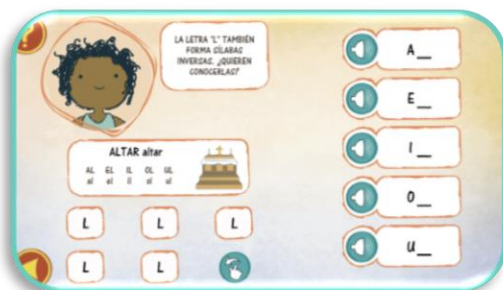 LA LETRA "L" TAMBIÉN
FORMA SÍLABAS
INVERSAS. ¿QUIEREN
CONOCERLAS?
ALTAR altar
AL EL IL OL UL
al el il ol ul
L L L
L L
A__
E__
I__
O__
U__